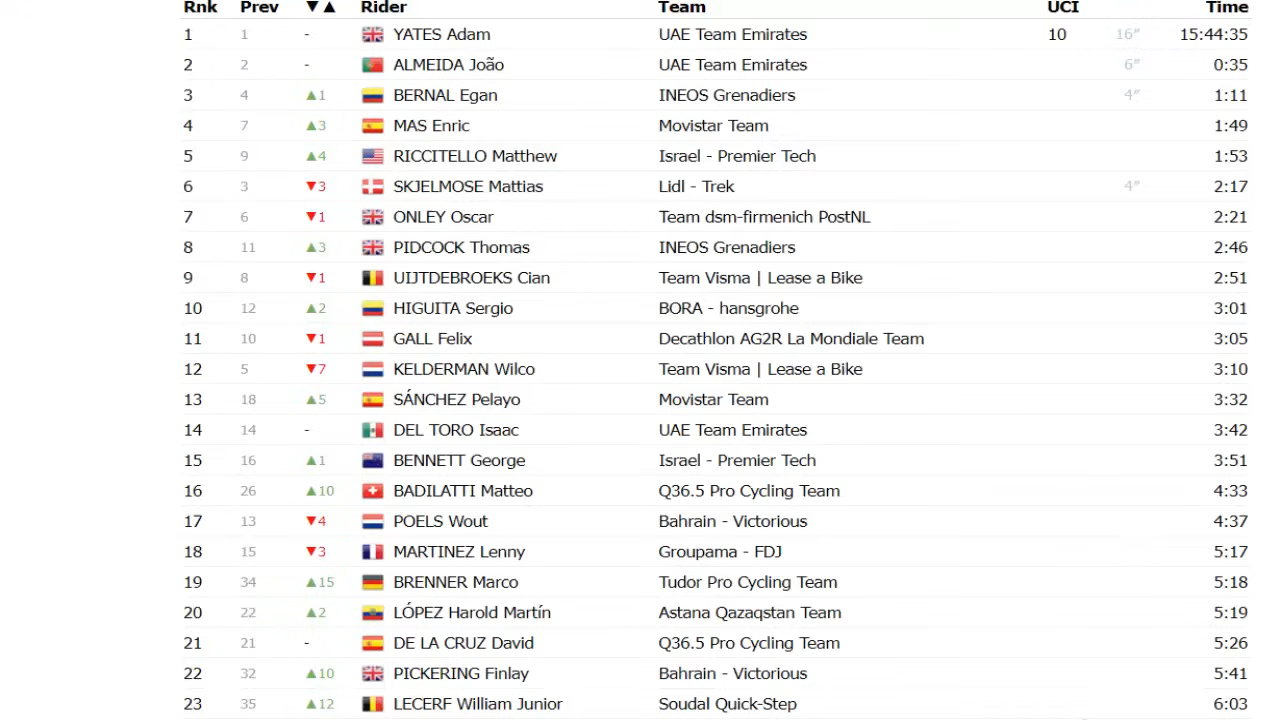 Rnk Prev ▼▲ Rider Team UCI Time
1 1 - YATES Adam UAE Team Emirates 10 16″ 15:44:35
2 2 - ALMEIDA João UAE Team Emirates 6″ 0:35
3 4 ▲1 BERNAL Egan INEOS Grenadiers 4″ 1:11
4 7 ▲3 MAS Enric Movistar Team 1:49
5 9 ▲4 RICCITELLO Matthew Israel - Premier Tech 1:53
6 3 ▼3 SKJELMOSE Mattias Lidl - Trek 4″ 2:17
7 6 ▼1 ONLEY Oscar Team dsm-firmenich PostNL 2:21
8 11 ▲3 PIDCOCK Thomas INEOS Grenadiers 2:46
9 8 ▼1 UIJTDEBROEKS Cian Team Visma | Lease a Bike 2:51
10 12 ▲2 HIGUITA Sergio BORA - hansgrohe 3:01
11 10 ▼1 GALL Felix Decathlon AG2R La Mondiale Team 3:05
12 5 ▼7 KELDERMAN Wilco Team Visma | Lease a Bike 3:10
13 18 ▲5 SÁNCHEZ Pelayo Movistar Team 3:32
14 14 - DEL TORO Isaac UAE Team Emirates 3:42
15 16 ▲1 BENNETT George Israel - Premier Tech 3:51
16 26 ▲10 BADILATTI Matteo Q36.5 Pro Cycling Team 4:33
17 13 ▼4 POELS Wout Bahrain - Victorious 4:37
18 15 ▼3 MARTINEZ Lenny Groupama - FDJ 5:17
19 34 ▲15 BRENNER Marco Tudor Pro Cycling Team 5:18
20 22 ▲2 LÓPEZ Harold Martín Astana Qazaqstan Team 5:19
21 21 - DE LA CRUZ David Q36.5 Pro Cycling Team 5:26
22 32 ▲10 PICKERING Finlay Bahrain - Victorious 5:41
23 35 ▲12 LECERF William Junior Soudal Quick-Step 6:03